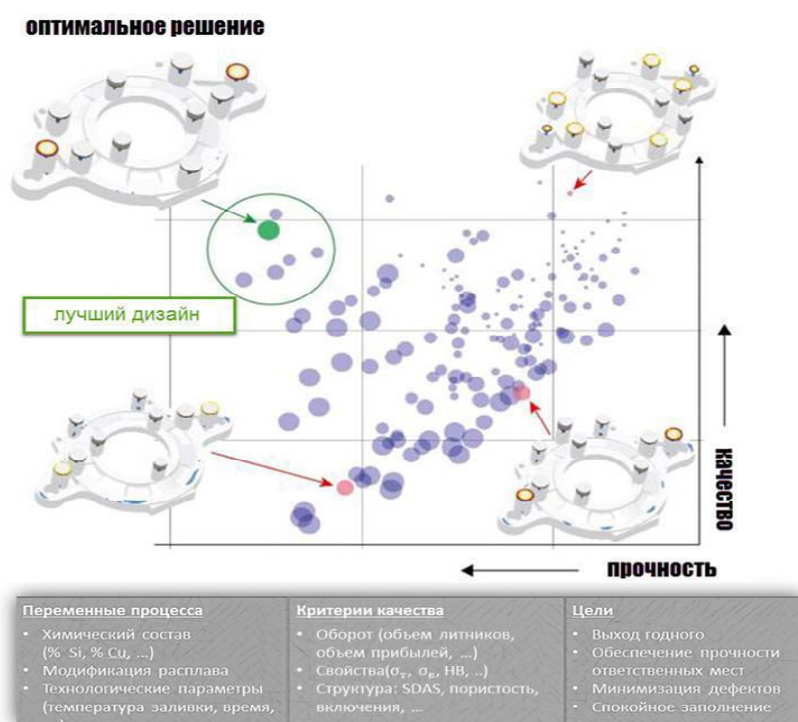 оптимальное решение
лучший дизайн
качество
прочность
Переменные процесса
• Химический состав
(% Si, % Cu, ...)
• Модификация расплава
• Технологические параметры
(температура заливки, время,
Критерии качества
• Оборот (объем литников,
объем прибылей, ...)
• Свойства(σт, σв, HB, ..)
• Структура: SDAS, пористость,
включения, ...
Цели
• Выход годного
• Обеспечение прочности
ответственных мест
• Минимизация дефектов
• Спокойное заполнение